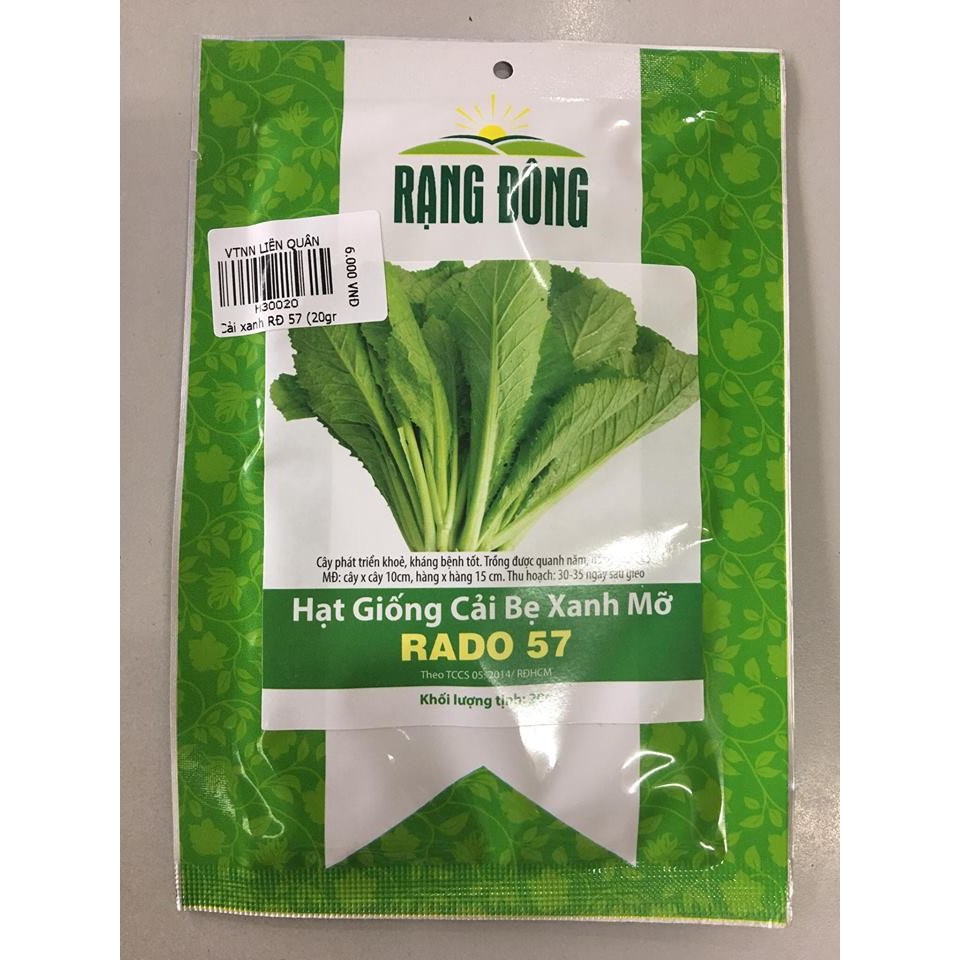 RẠNG ĐÔNG
VTNN LIÊN QUÂN
6.000 VND
H30020
Cải xanh RĐ 57 (20gr
Cây phát triển khoẻ, kháng bệnh tốt. Trồng được quanh năm,
MĐ: cây x cây 10cm, hàng x hàng 15 cm. Thu hoạch: 30-35 ngày sau gieo
Hạt Giống Cải Bẹ Xanh Mỡ
RADO 57
Theo TCCS 05:2014/ RĐHCM
Khối lượng tịnh: